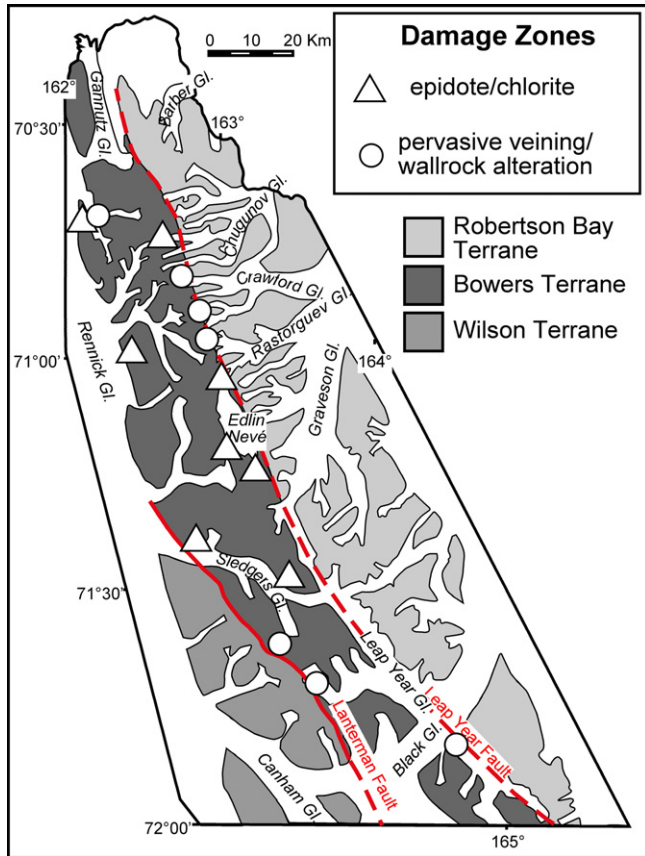 0 10 20 Km
Damage Zones
epidote/chlorite
pervasive veining/
wallrock alteration
Robertson Bay
Terrane
Bowers Terrane
Wilson Terrane
162°
70°30'
Gannutz Gl.
Barber Gl.
163°
Chugunov Gl.
Crawford Gl.
Rastorguev Gl.
Rennick Gl.
71°00'
164°
Graveson Gl.
Edlin
Nevé
Sledgers Gl.
71°30'
Leap Year Gl.
Leap Year Fault
Black Gl.
Lanterman Fault
Canham Gl.
72°00'
165°